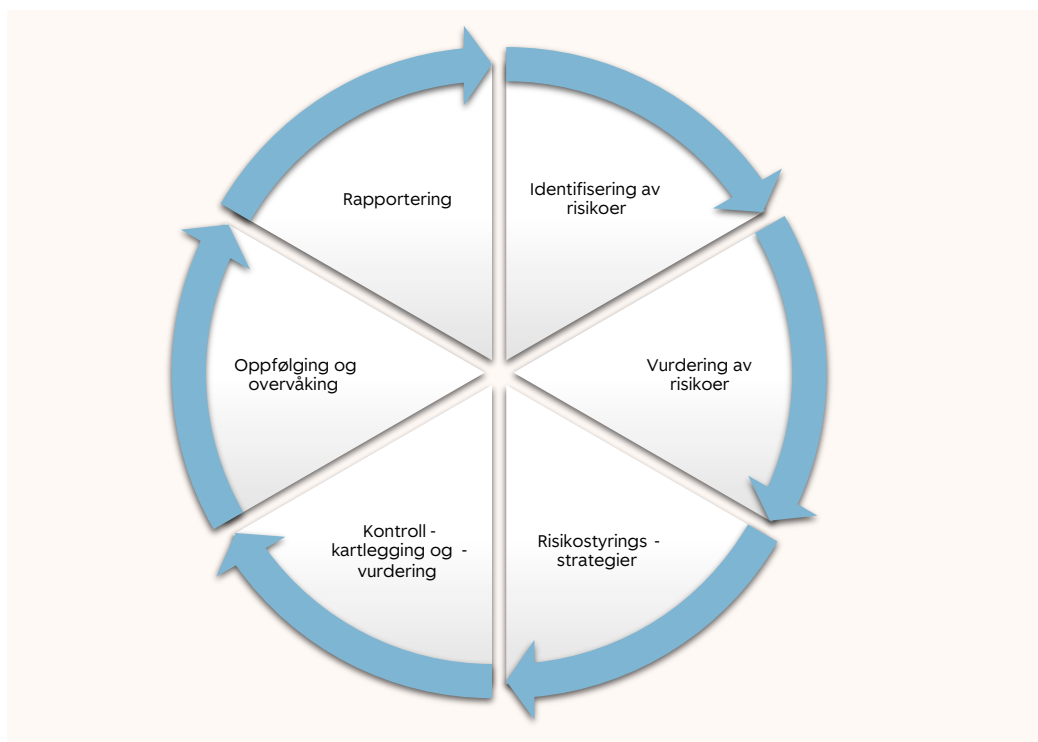 Identifisering av
risikoer
Vurdering av
risikoer
Risikostyrings -
strategier
Kontroll -
kartlegging og -
vurdering
Oppfølging og
overvåking
Rapportering